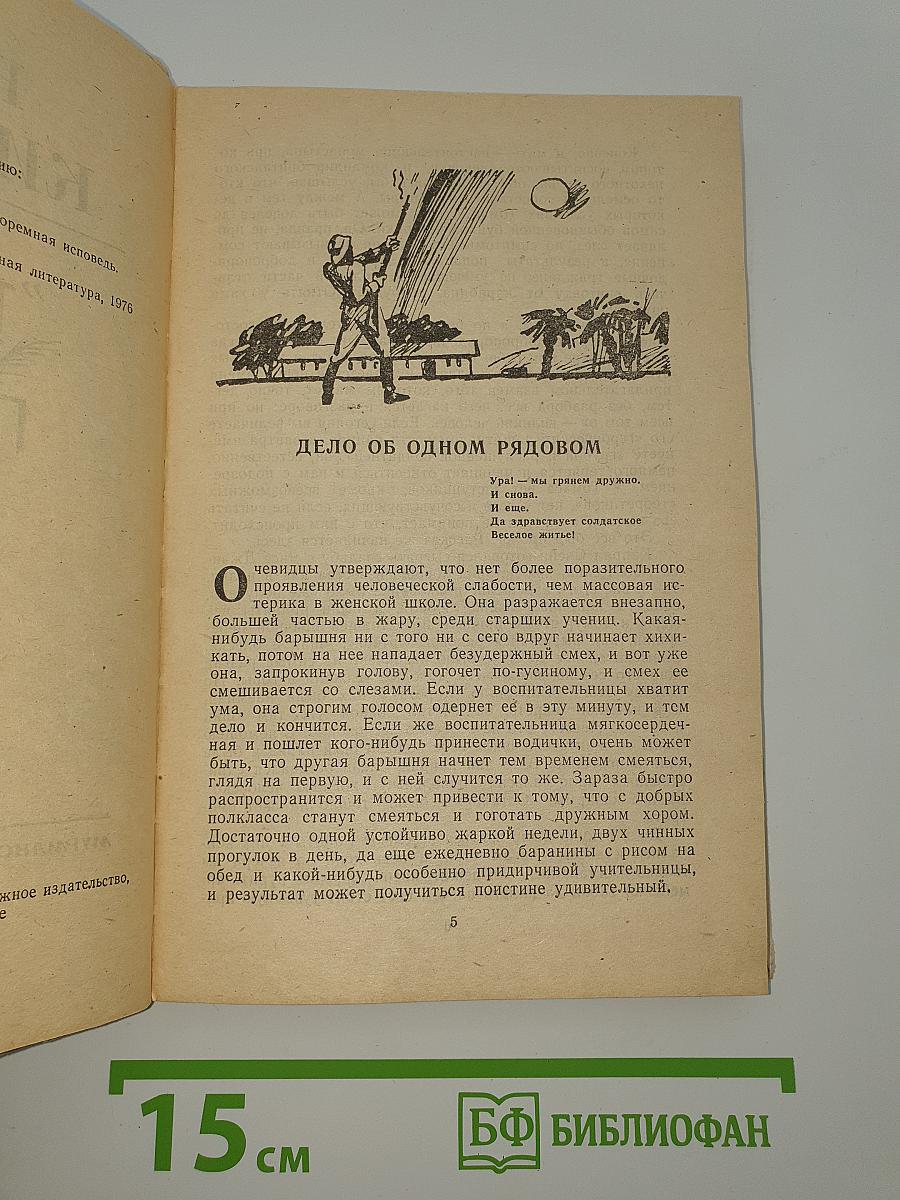 ию:
оремная исповедь.
ная литература, 1976
жное издательство,
е
ДЕЛО ОБ ОДНОМ РЯДОВОМ
Ура! — мы грянем дружно.
И снова.
И еще.
Да здравствует солдатское
Веселое житье!
Очевидцы утверждают, что нет более поразительного
проявления человеческой слабости, чем массовая ис-
терика в женской школе. Она разражается внезапно,
большей частью в жару, среди старших учениц. Какая-
нибудь барышня ни с того ни с сего вдруг начинает хихи-
кать, потом на нее нападает безудержный смех, и вот уже
она, запрокинув голову, гогочет по-гусиному, и смех ее
смешивается со слезами. Если у воспитательницы хватит
ума, она строгим голосом одернет ее в эту минуту, и тем
дело и кончится. Если же воспитательница мягкосердеч-
ная и пошлет кого-нибудь принести водички, очень может
быть, что другая барышня начнет тем временем смеяться,
глядя на первую, и с ней случится то же. Зараза быстро
распространится и может привести к тому, что с добрых
полкласса станут смеяться и гоготать дружным хором.
Достаточно одной устойчиво жаркой недели, двух чинных
прогулок в день, да еще ежедневно баранины с рисом на
обед и какой-нибудь особенно придирчивой учительницы,
и результат может получиться поистине удивительный.
5
15 см
БФ БИБЛИОФАН